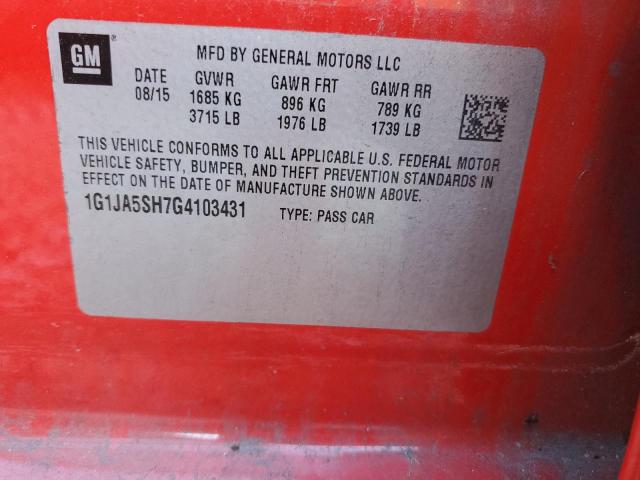 GM
MFD BY GENERAL MOTORS LLC
DATE GVWR GAWR FRT GAWR RR
08/15 1685 KG 896 KG 789 KG
3715 LB 1976 LB 1739 LB
THIS VEHICLE CONFORMS TO ALL APPLICABLE U.S. FEDERAL MOTOR
VEHICLE SAFETY, BUMPER, AND THEFT PREVENTION STANDARDS IN
EFFECT ON THE DATE OF MANUFACTURE SHOWN ABOVE.
1G1JA5SH7G4103431 TYPE: PASS CAR